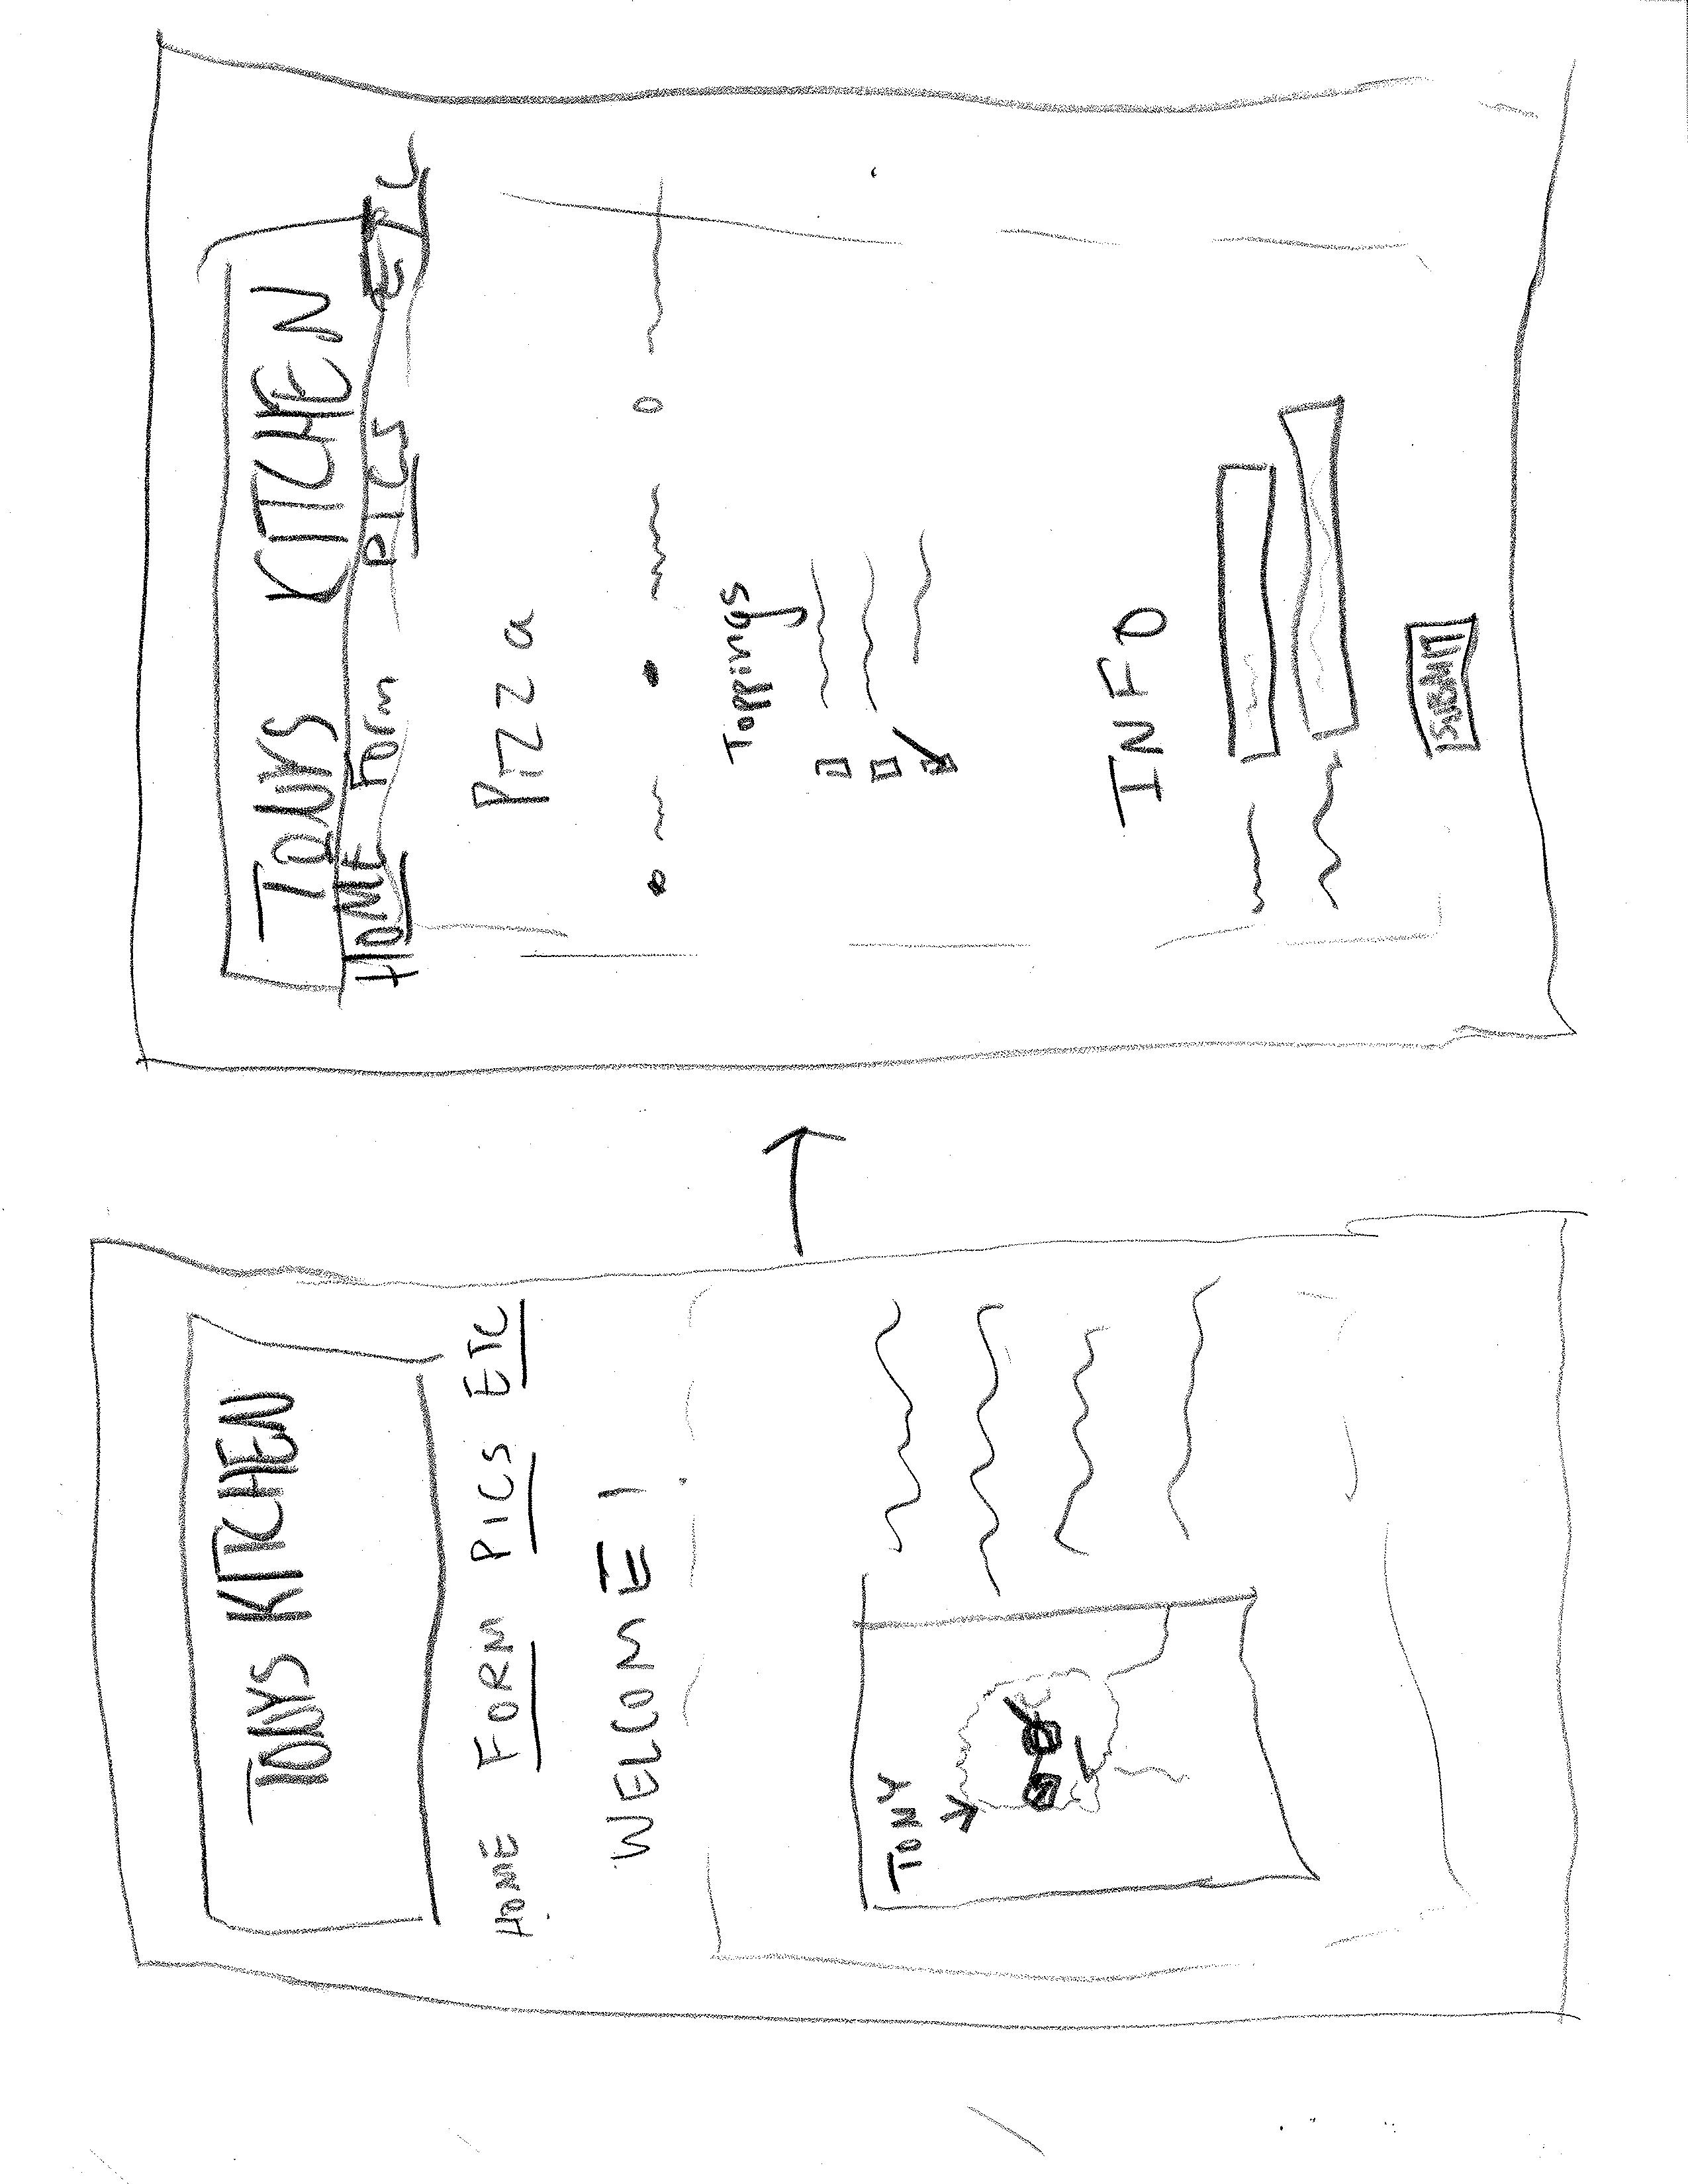 TONYS KITCHEN
HOME FORM PICS ETC
WELCOME!
TONY
TONYS KITCHEN
HOME Form PICS ETC
PIZZa
Toppings
INFO
SUBMIT